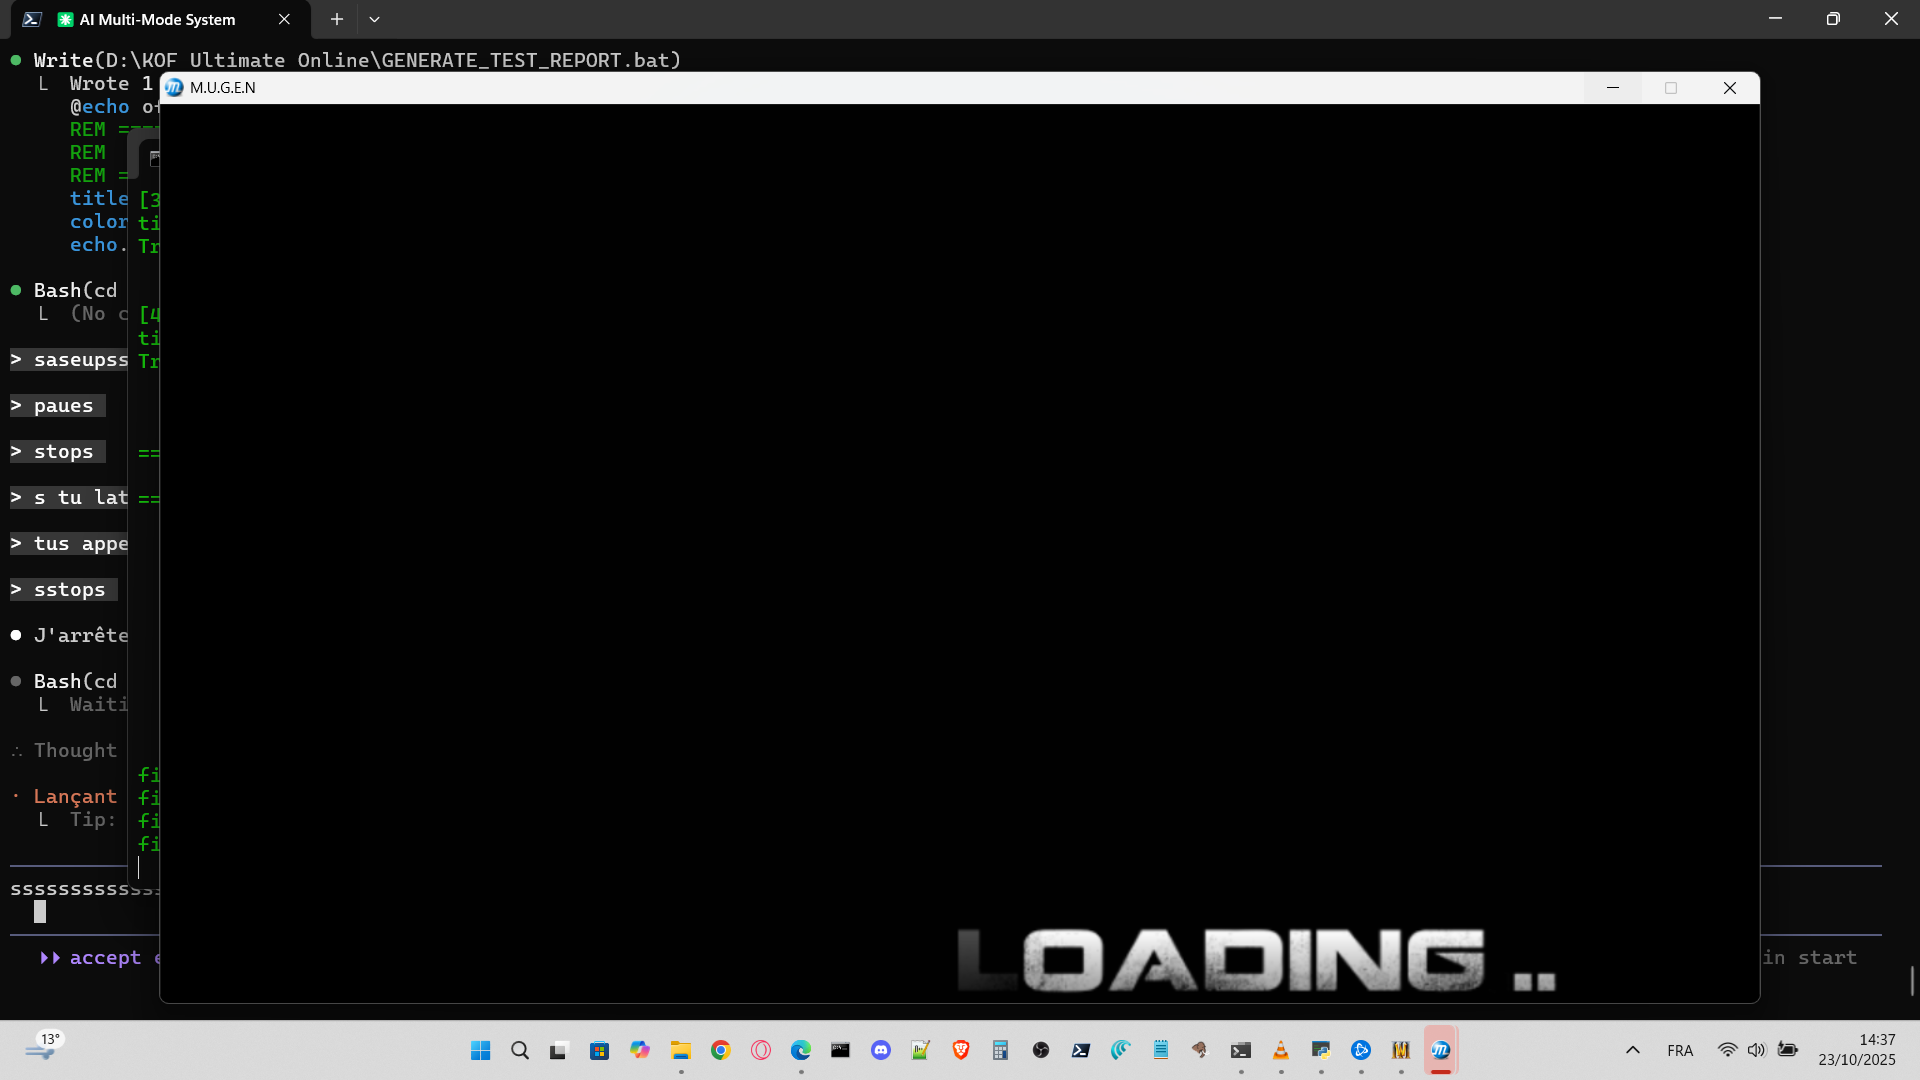 AI Multi-Mode System
Write(D:\KOF Ultimate Online\GENERATE_TEST_REPORT.bat)
Wrote 1
M.U.G.E.N
@echo
REM
REM
REM
title
[3
color
ti
echo.
Tr
Bash(cd
(No
[4
ti
> saseupss
Tr
> paues
> stops
==
> s tu lat
==
> tus appe
> sstops
J'arrête
Bash(cd
Waiti
Thought
fi
Lançant
fi
Tip:
fi
fi
ssssssssssss
accept
in start
LOADING ..
13°
FRA
14:37
23/10/2025